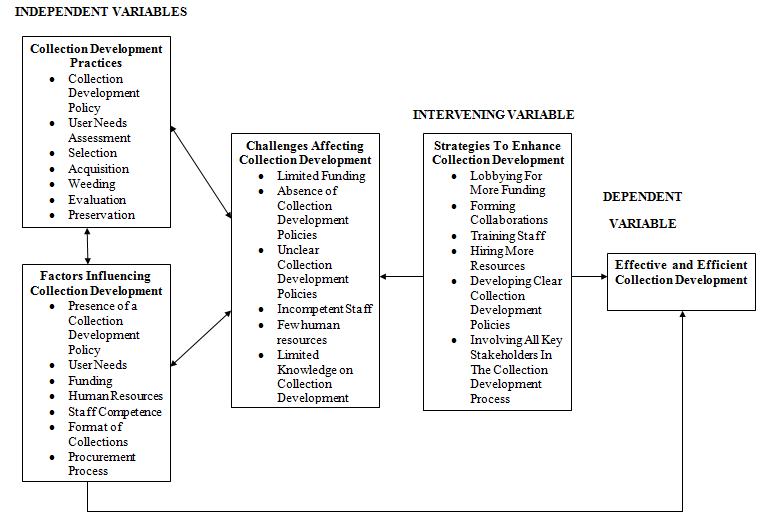 INDEPENDENT VARIABLES
Collection Development
Practices
• Collection
Development
Policy
• User Needs
Assessment
• Selection
• Acquisition
• Weeding
• Evaluation
• Preservation
Factors Influencing
Collection Development
• Presence of a
Collection
Development
Policy
• User Needs
• Funding
• Human Resources
• Staff Competence
• Format of
Collections
• Procurement
Process
Challenges Affecting
Collection Development
• Limited Funding
• Absence of
Collection
Development
Policies
• Unclear
Collection
Development
Policies
• Incompetent Staff
• Few human
resources
• Limited
Knowledge on
Collection
Development
INTERVENING VARIABLE
Strategies To Enhance
Collection Development
• Lobbying For
More Funding
• Forming
Collaborations
• Training Staff
• Hiring More
Resources
• Developing Clear
Collection
Development
Policies
• Involving All Key
Stakeholders In
The Collection
Development
Process
DEPENDENT
VARIABLE
Effective and Efficient
Collection Development